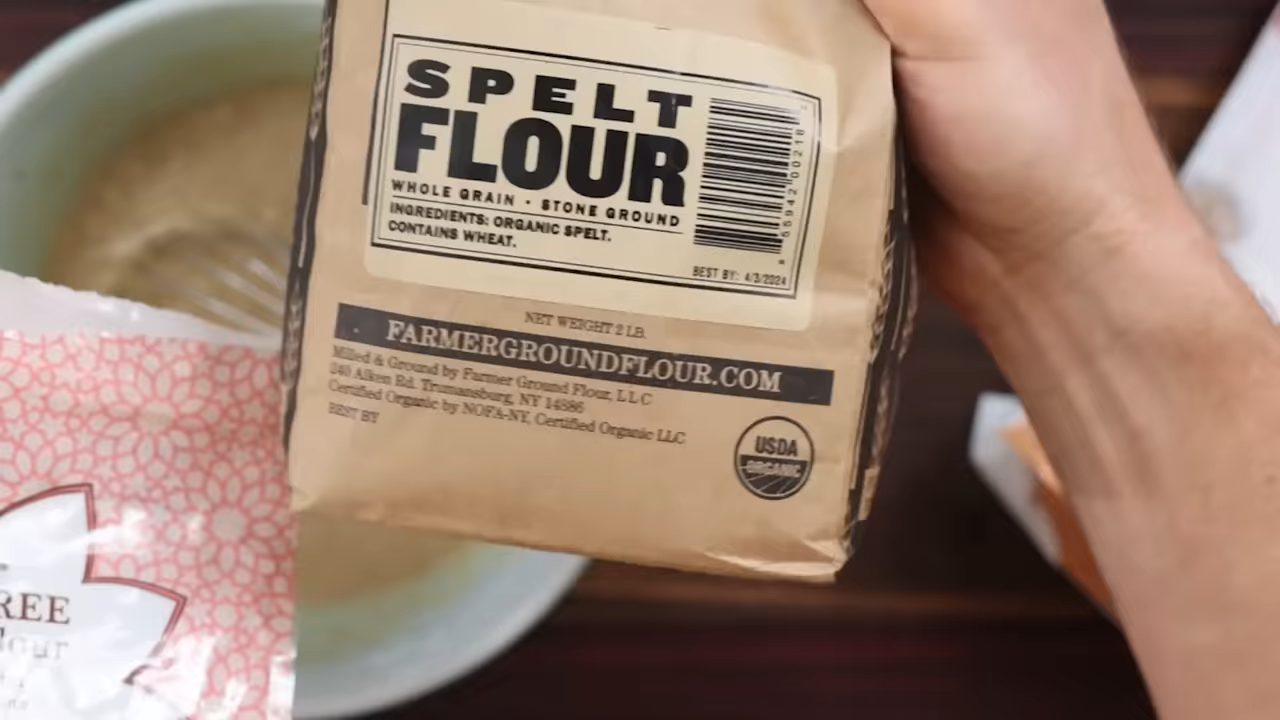 SPELT
FLOUR
WHOLE GRAIN · STONE GROUND
INGREDIENTS: ORGANIC SPELT.
CONTAINS WHEAT.
BEST BY: 4/3/2024
NET WEIGHT 2 LB.
FARMERGROUNDFLOUR.COM
Milled & Ground by Farmer Ground Flour, LLC
240 Aiken Rd. Trumansburg, NY 14886
Certified Organic by NOFA-NY, Certified Organic LLC
BEST BY
USDA
ORGANIC
REE
lour